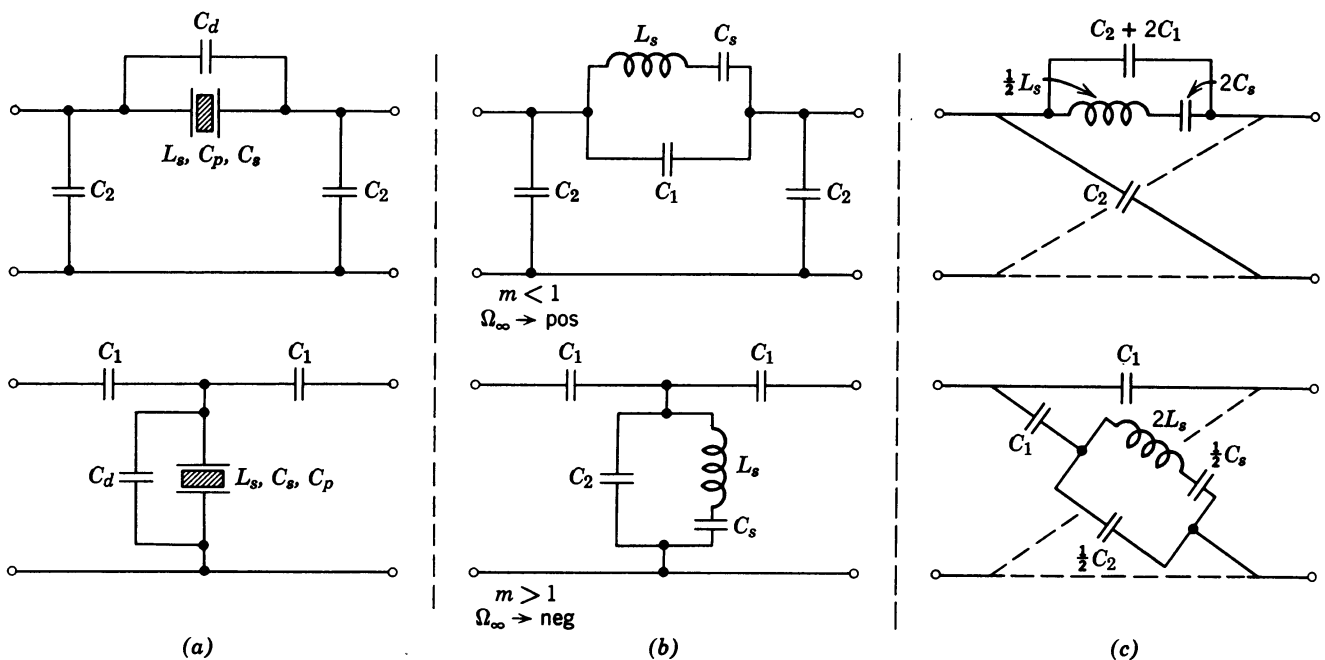 C_d
L_s, C_p, C_s
C_2
C_2
C_1
C_1
C_d
L_s, C_s, C_p
(a)
L_s
C_s
C_1
C_2
C_2
m < 1
Ω_∞ → pos
C_1
C_1
C_2
L_s
C_s
m > 1
Ω_∞ → neg
(b)
C_2 + 2C_1
½L_s
2C_s
C_2
C_1
C_1
2L_s
½C_s
½C_2
(c)